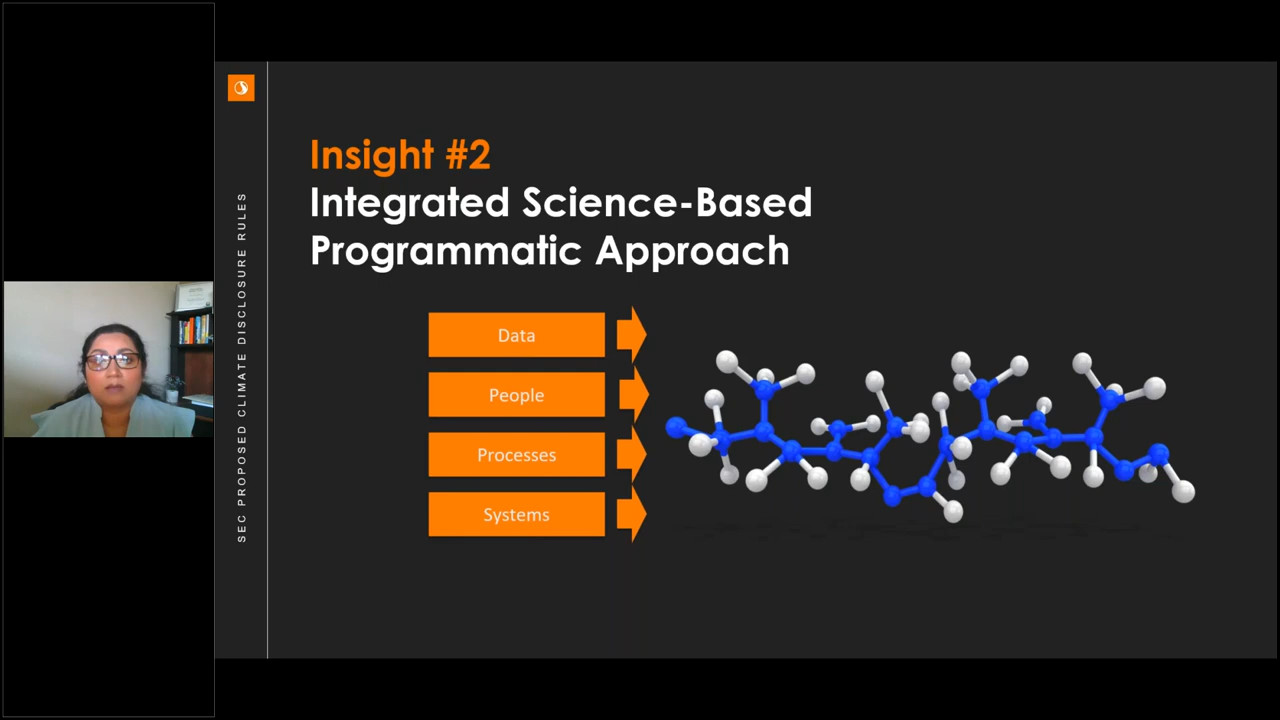 SEC PROPOSED CLIMATE DISCLOSURE RULES
Insight #2
Integrated Science-Based
Programmatic Approach
Data
People
Processes
Systems